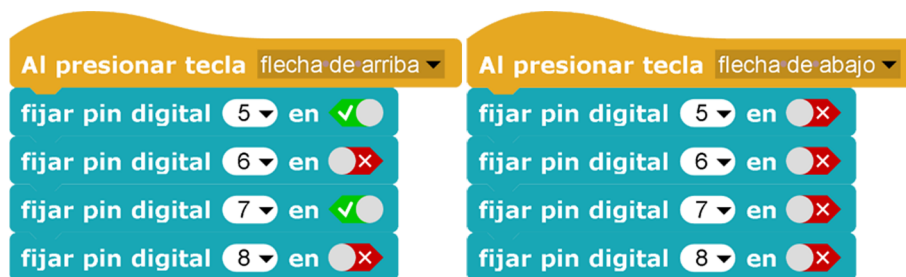 Al presionar tecla flecha de arriba
fijar pin digital 5 en
fijar pin digital 6 en
fijar pin digital 7 en
fijar pin digital 8 en
Al presionar tecla flecha de abajo
fijar pin digital 5 en
fijar pin digital 6 en
fijar pin digital 7 en
fijar pin digital 8 en